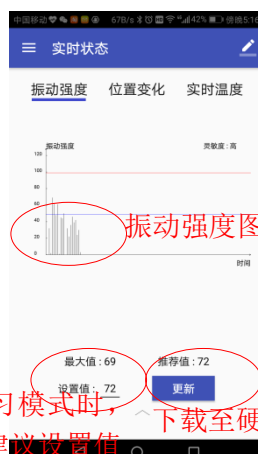 中国移动 67B/s 42% 傍晚5:16
实时状态
振动强度 位置变化 实时温度
振动强度 灵敏度:高
120
100
80
60
40
20
0
时间
振动强度图
最大值:69 推荐值:72
设置值: 72 更新
习模式时,
下载至硬
建议设置值